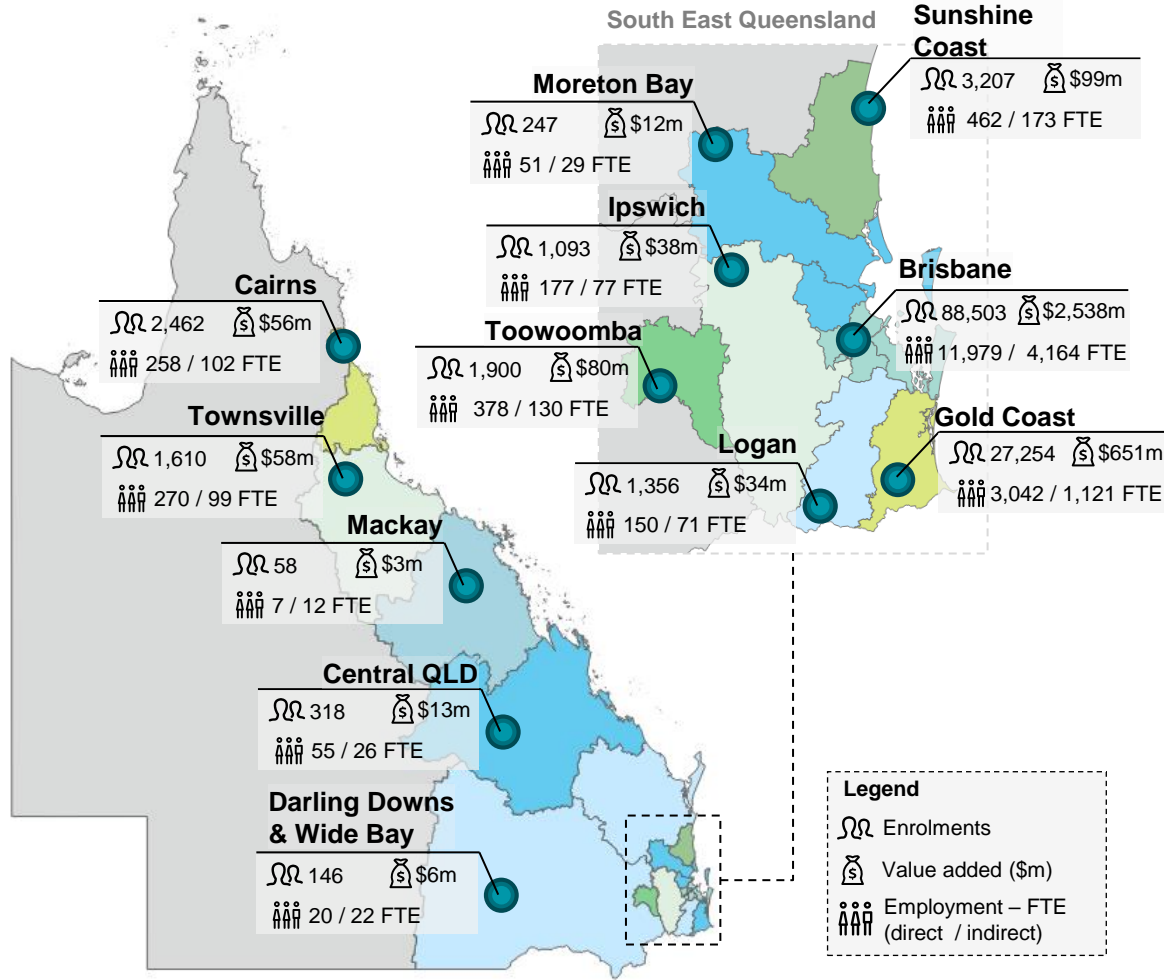 South East Queensland
Sunshine
Coast
3,207 $99m
462 / 173 FTE
Moreton Bay
247 $12m
51 / 29 FTE
Ipswich
1,093 $38m
177 / 77 FTE
Brisbane
88,503 $2,538m
11,979 / 4,164 FTE
Cairns
2,462 $56m
258 / 102 FTE
Toowoomba
1,900 $80m
378 / 130 FTE
Townsville
1,610 $58m
270 / 99 FTE
Gold Coast
27,254 $651m
3,042 / 1,121 FTE
Logan
1,356 $34m
150 / 71 FTE
Mackay
58 $3m
7 / 12 FTE
Central QLD
318 $13m
55 / 26 FTE
Darling Downs
& Wide Bay
146 $6m
20 / 22 FTE
Legend
Enrolments
Value added ($m)
Employment – FTE
(direct / indirect)